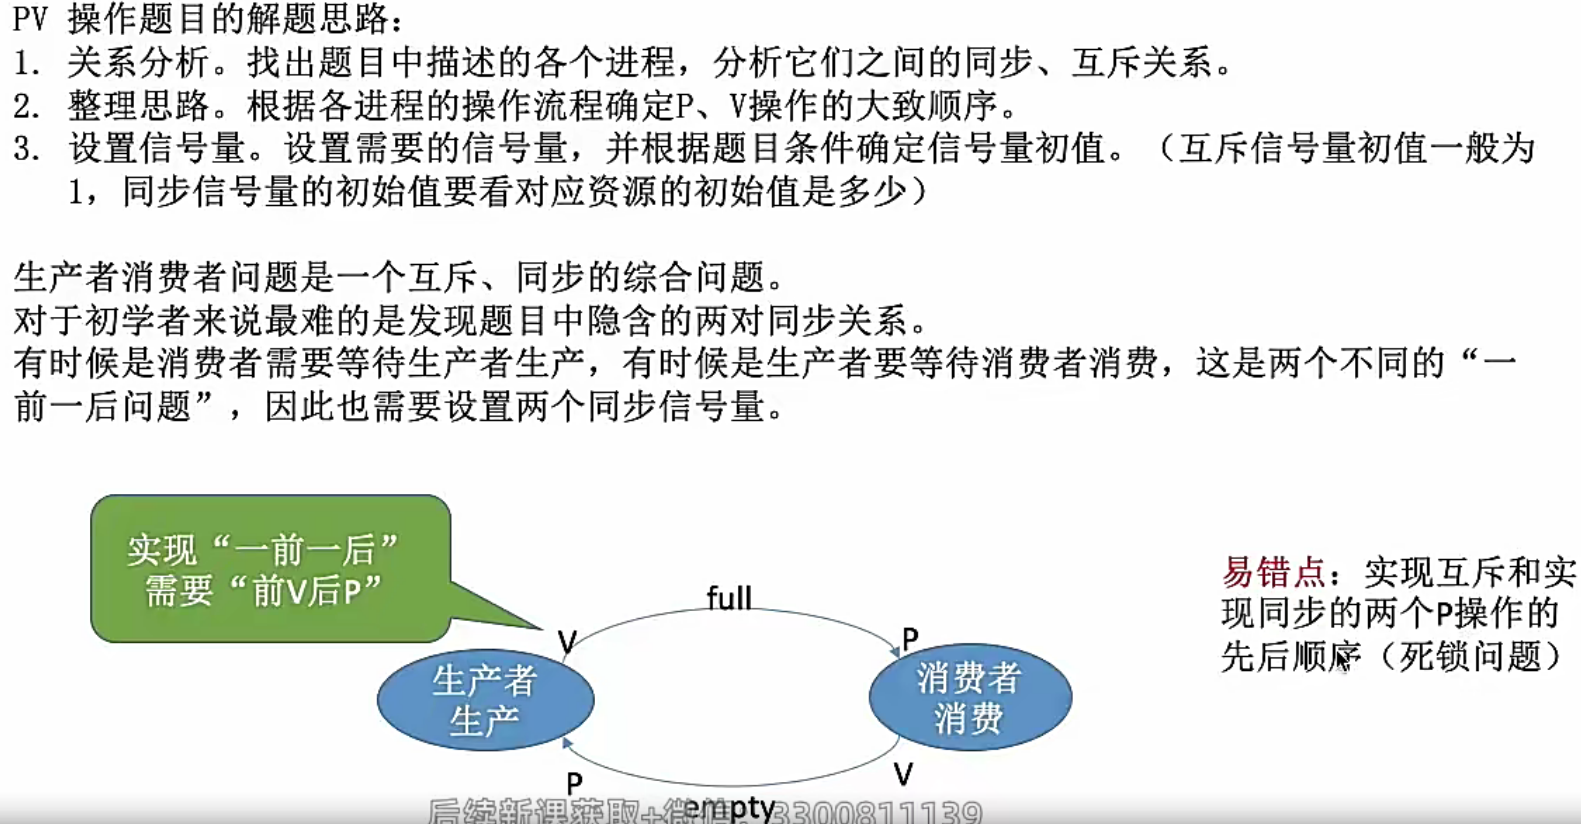 PV 操作题目的解题思路：
1. 关系分析。找出题目中描述的各个进程，分析它们之间的同步、互斥关系。
2. 整理思路。根据各进程的操作流程确定P、V操作的大致顺序。
3. 设置信号量。设置需要的信号量，并根据题目条件确定信号量初值。（互斥信号量初值一般为
1，同步信号量的初始值要看对应资源的初始值是多少）
生产者消费者问题是一个互斥、同步的综合问题。
对于初学者来说最难的是发现题目中隐含的两对同步关系。
有时候是消费者需要等待生产者生产，有时候是生产者要等待消费者消费，这是两个不同的“一
前一后问题”，因此也需要设置两个同步信号量。
实现“一前一后”
需要“前V后P”
full
V
P
生产者
生产
消费者
消费
P
V
empty
易错点：实现互斥和实
现同步的两个P操作的
先后顺序（死锁问题）
后续新课获取+微信：3300811139